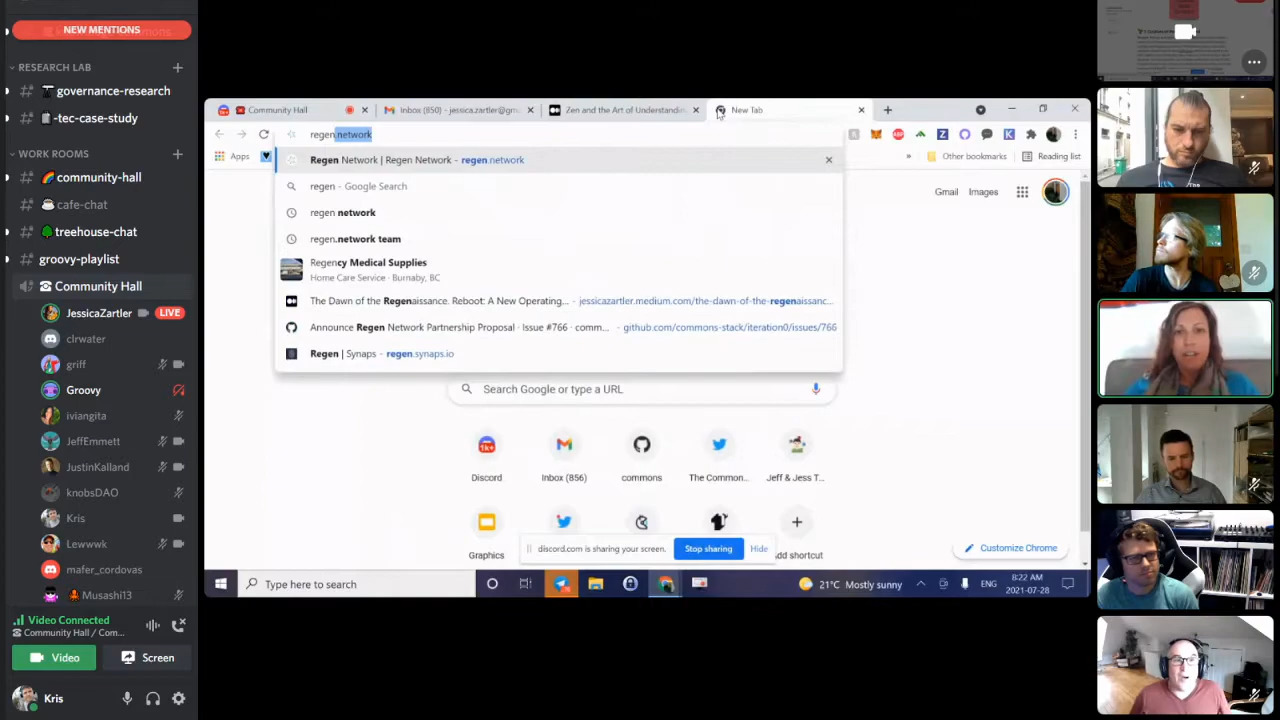 NEW MENTIONS
RESEARCH LAB
governance-research
-tec-case-study
WORK ROOMS
community-hall
cafe-chat
treehouse-chat
groovy-playlist
Community Hall
JessicaZartler
LIVE
clrwater
griff
Groovy
iviangita
JeffEmmett
JustinKalland
knobsDAO
Kris
Lewwwk
mafer_cordovas
Musashi13
Video Connected
Community Hall / Com...
Video
Screen
Kris
Community Hall
Inbox (850) - jessica.zartler@gm
Zen and the Art of Understandin
New Tab
regen.network
Apps
Other bookmarks
Reading list
Regen Network | Regen Network - regen.network
regen - Google Search
regen network
regen.network team
Regency Medical Supplies
Home Care Service · Burnaby, BC
The Dawn of the Regenaissance. Reboot: A New Operating... - jessicazartler.medium.com/the-dawn-of-the-regenaissanc...
Announce Regen Network Partnership Proposal · Issue #766 · comm... - github.com/commons-stack/iteration0/issues/766
Regen | Synaps - regen.synaps.io
Gmail
Images
Search Google or type a URL
1k+
Discord
Inbox (856)
commons
The Common...
Jeff & Jess T...
Graphics
Add shortcut
discord.com is sharing your screen.
Stop sharing
Hide
Customize Chrome
Type here to search
21°C Mostly sunny
ENG
8:22 AM
2021-07-28